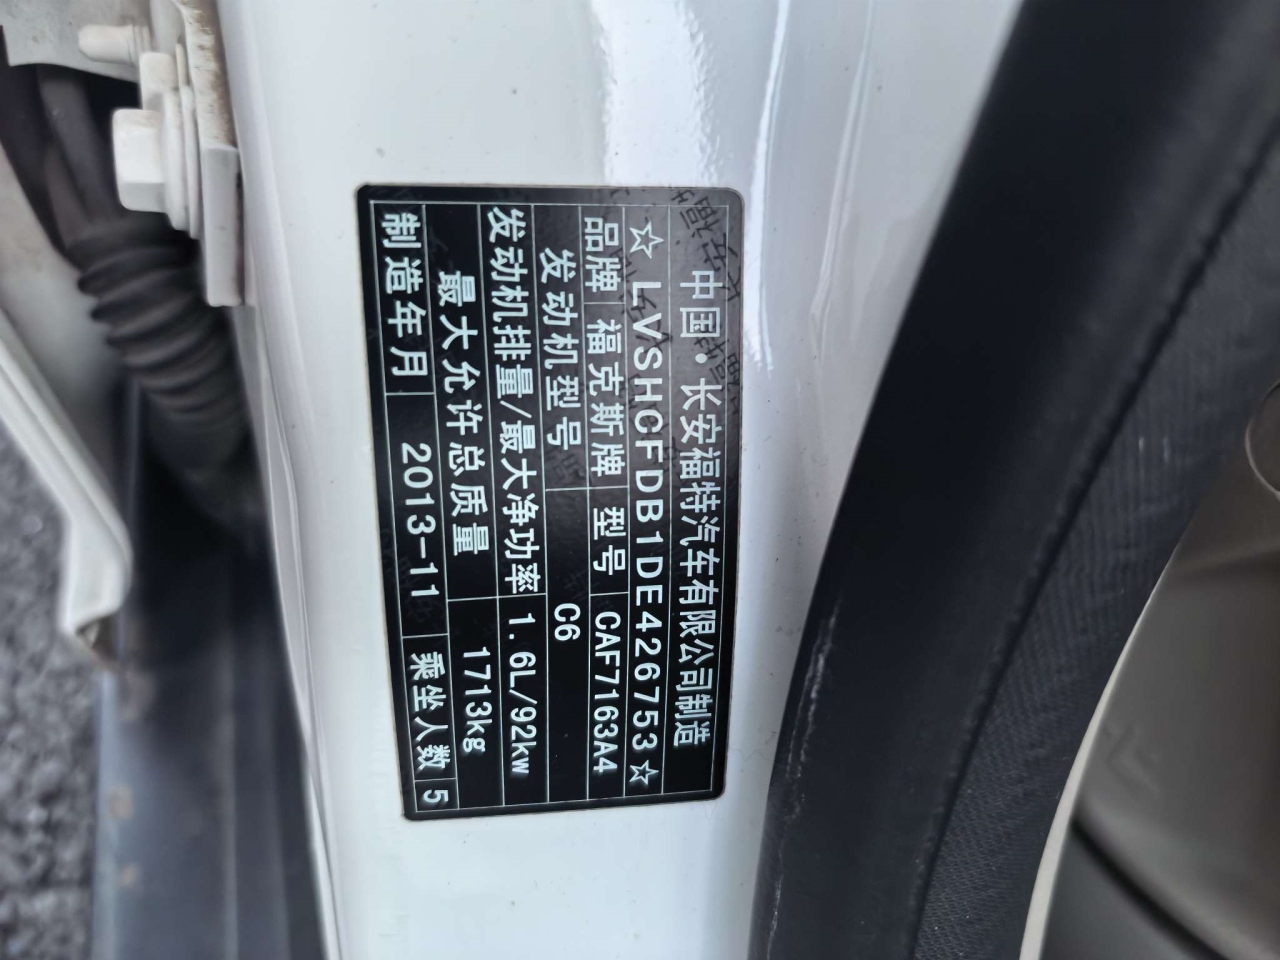 中国·长安福特汽车有限公司制造
☆ LVSHCFDB1DE426753 ☆
品牌 福克斯牌 型号 CAF7163A4
发动机型号 C6
发动机排量/最大净功率 1.6L/92kw
最大允许总质量 1713kg
制造年月 2013-11 乘坐人数 5